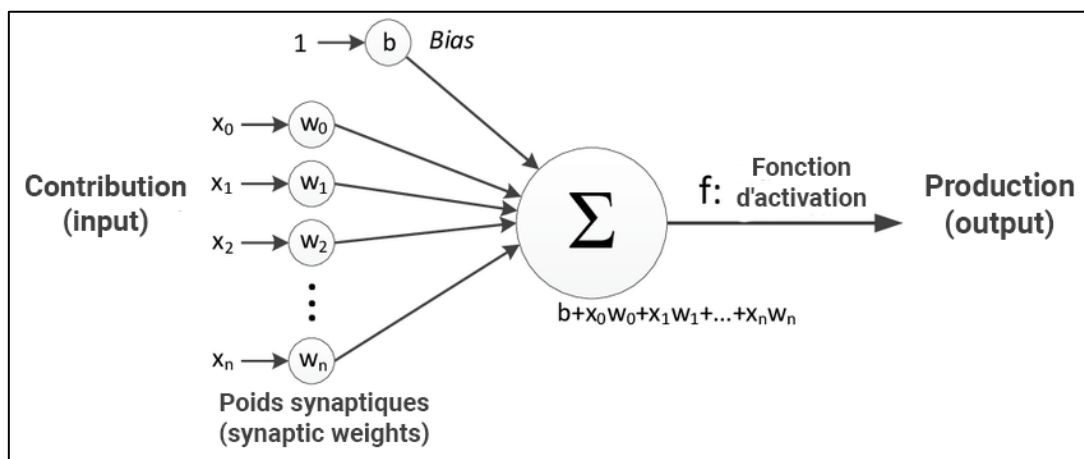 1 b Bias
x₀ w₀
x₁ w₁
x₂ w₂
⋮
xₙ wₙ
Contribution
(input)
Poids synaptiques
(synaptic weights)
Σ
b+x₀w₀+x₁w₁+...+xₙwₙ
f: Fonction
d'activation
Production
(output)